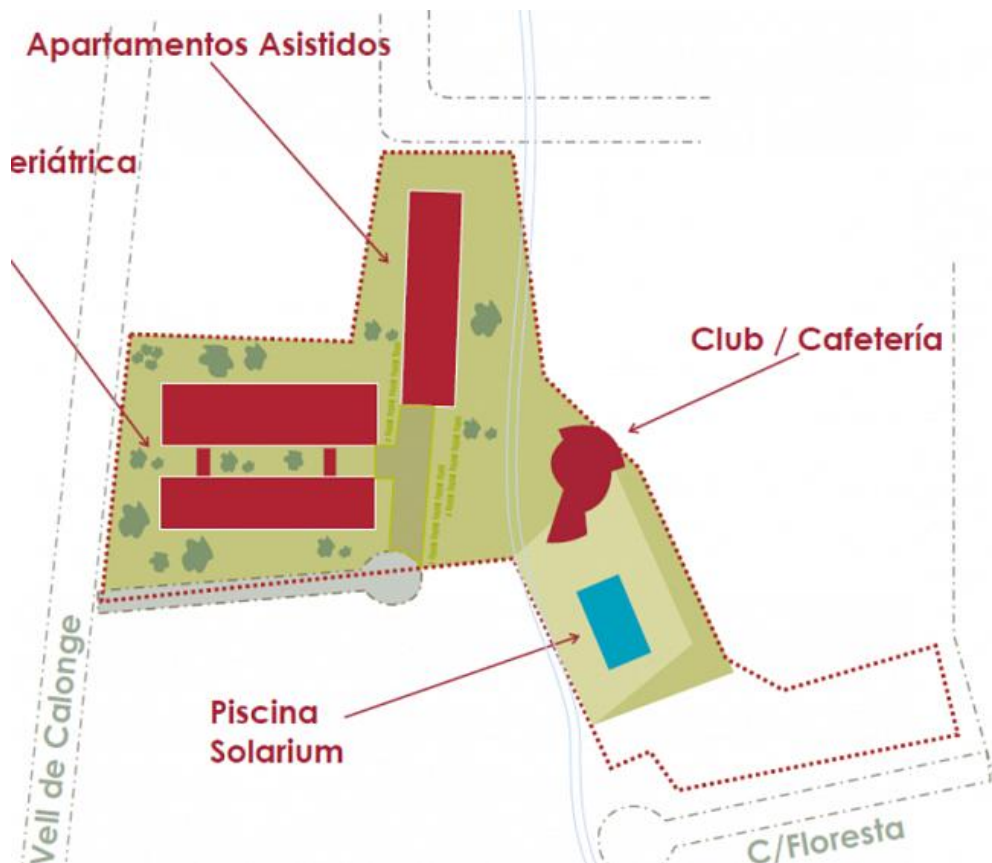 Apartamentos Asistidos
eriátrica
Club / Cafetería
Piscina
Solarium
Vell de Calonge
C/Floresta